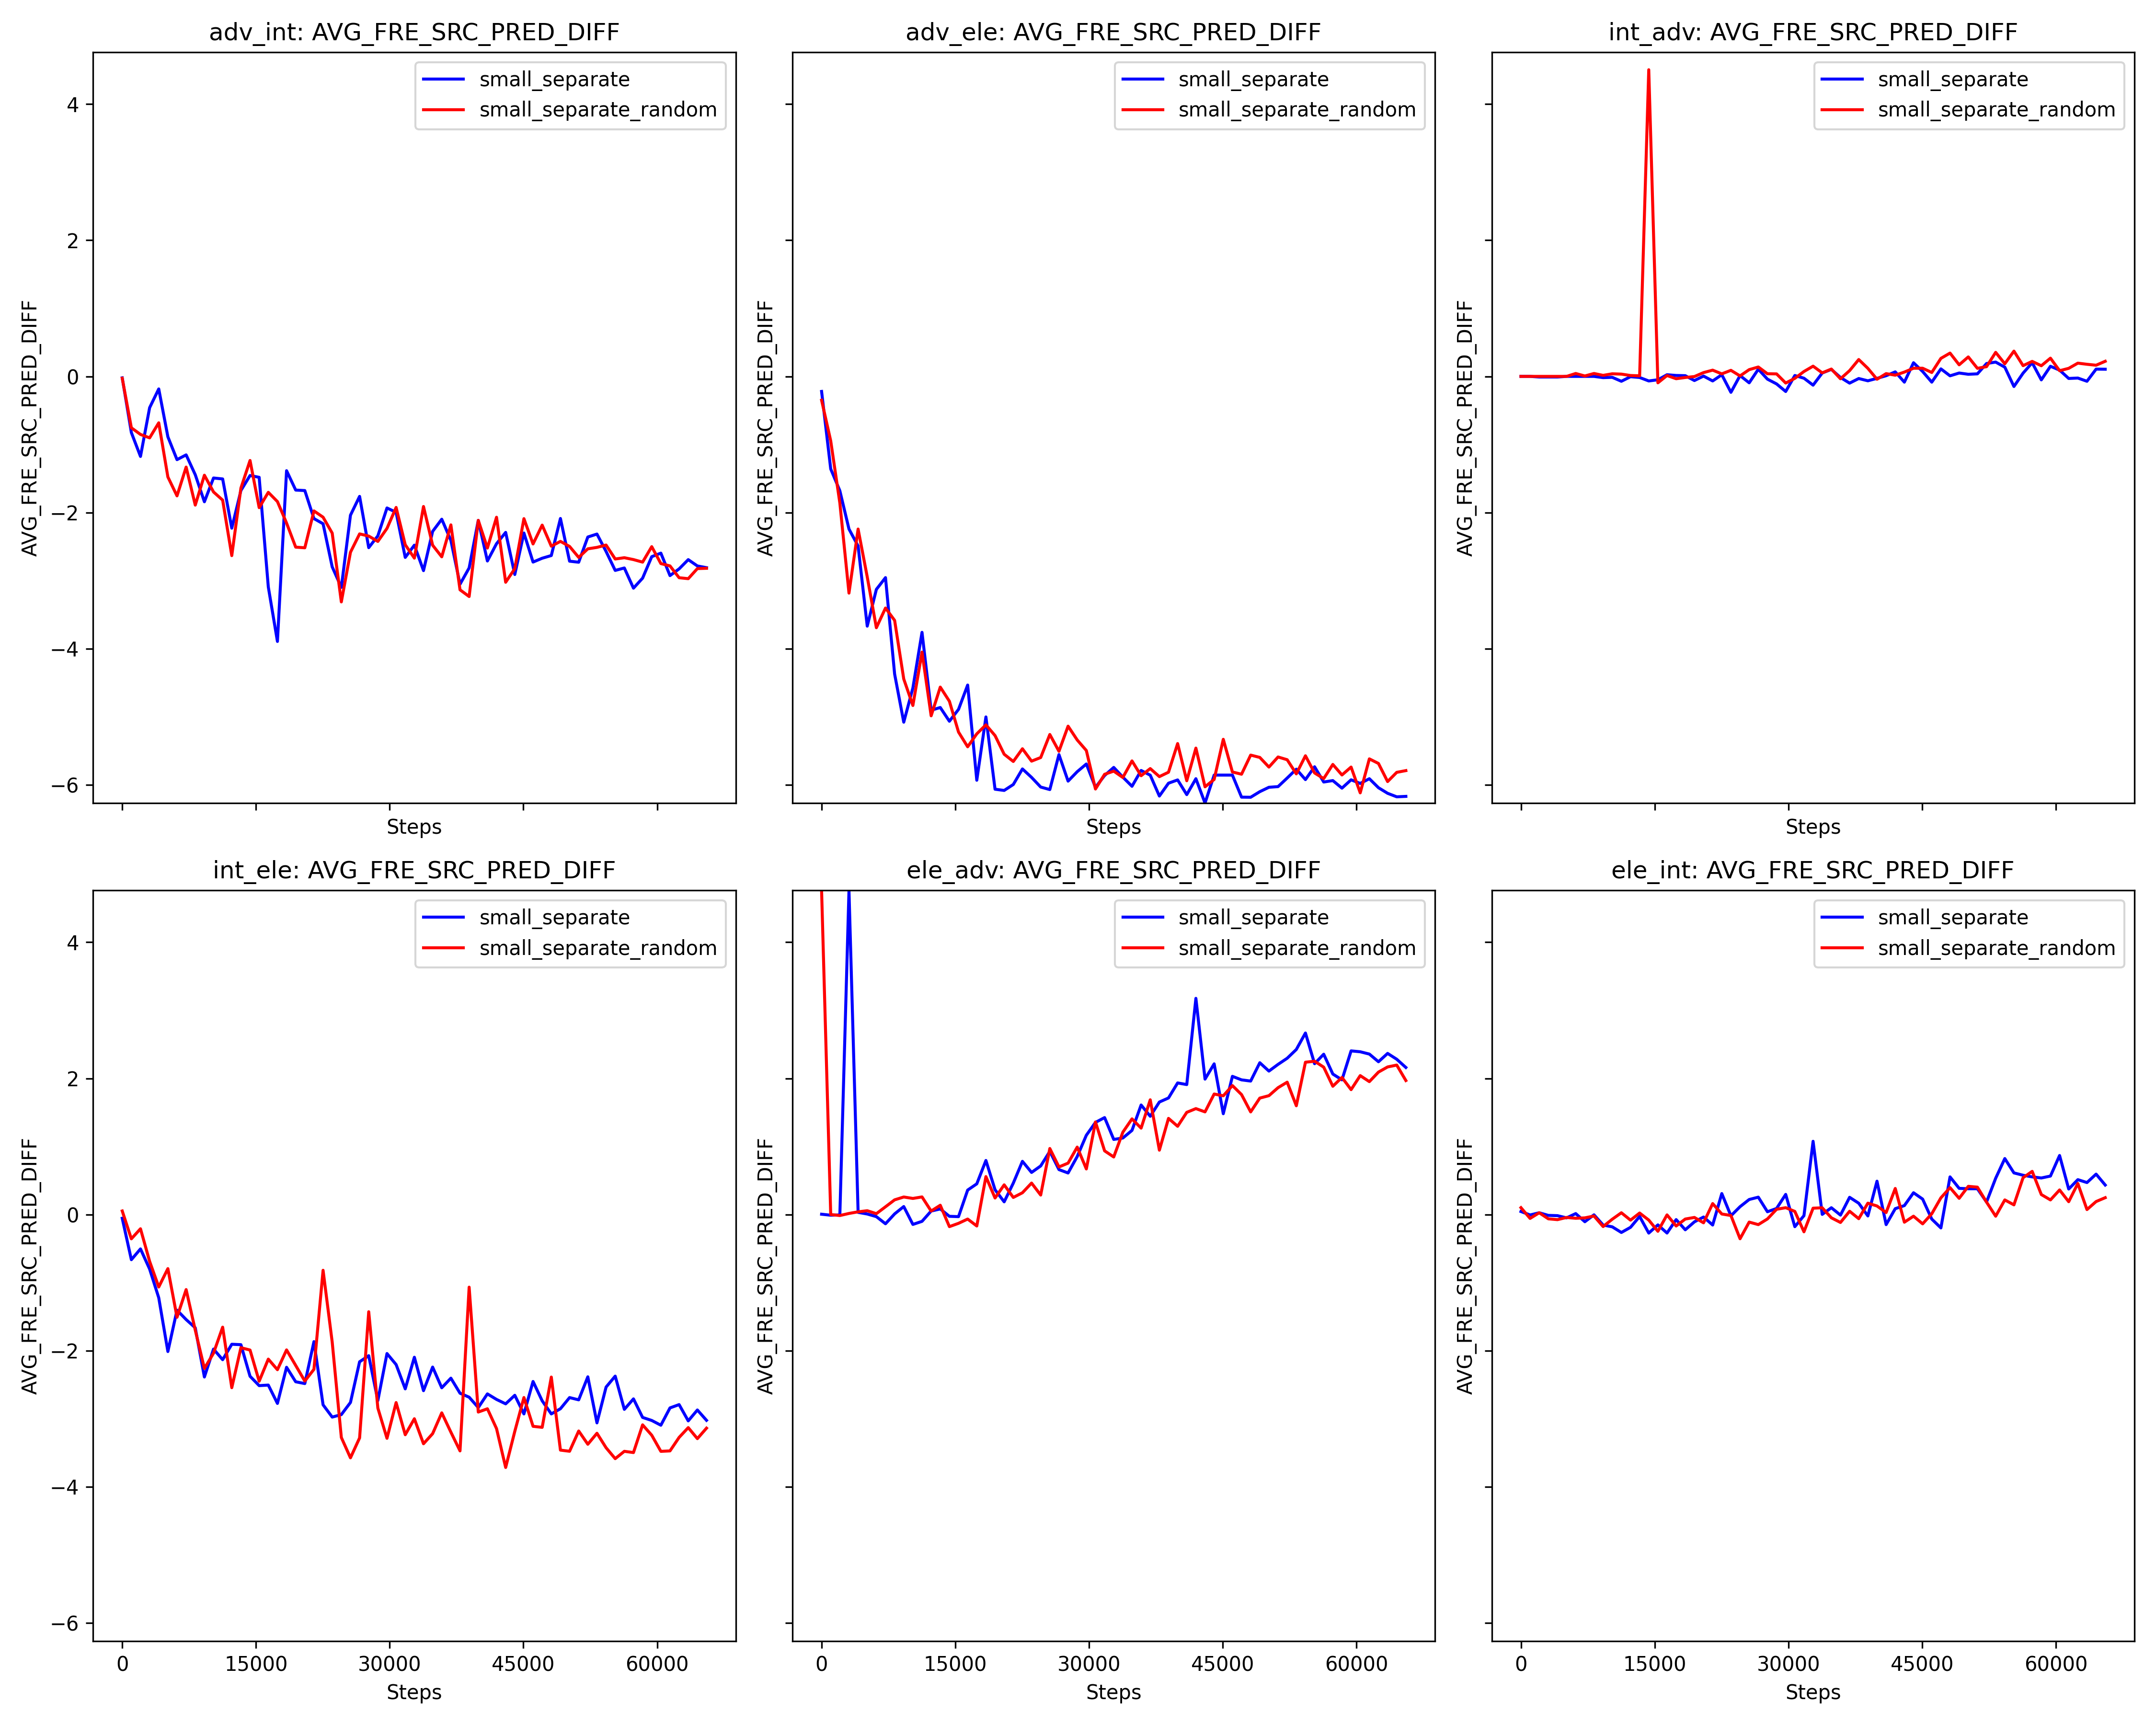 adv_int: AVG_FRE_SRC_PRED_DIFF
adv_ele: AVG_FRE_SRC_PRED_DIFF
int_adv: AVG_FRE_SRC_PRED_DIFF
small_separate
small_separate_random
small_separate
small_separate_random
small_separate
small_separate_random
4
2
0
−2
−4
−6
AVG_FRE_SRC_PRED_DIFF
AVG_FRE_SRC_PRED_DIFF
AVG_FRE_SRC_PRED_DIFF
Steps
Steps
Steps
int_ele: AVG_FRE_SRC_PRED_DIFF
ele_adv: AVG_FRE_SRC_PRED_DIFF
ele_int: AVG_FRE_SRC_PRED_DIFF
small_separate
small_separate_random
small_separate
small_separate_random
small_separate
small_separate_random
4
2
0
−2
−4
−6
AVG_FRE_SRC_PRED_DIFF
AVG_FRE_SRC_PRED_DIFF
AVG_FRE_SRC_PRED_DIFF
0 15000 30000 45000 60000
0 15000 30000 45000 60000
0 15000 30000 45000 60000
Steps
Steps
Steps